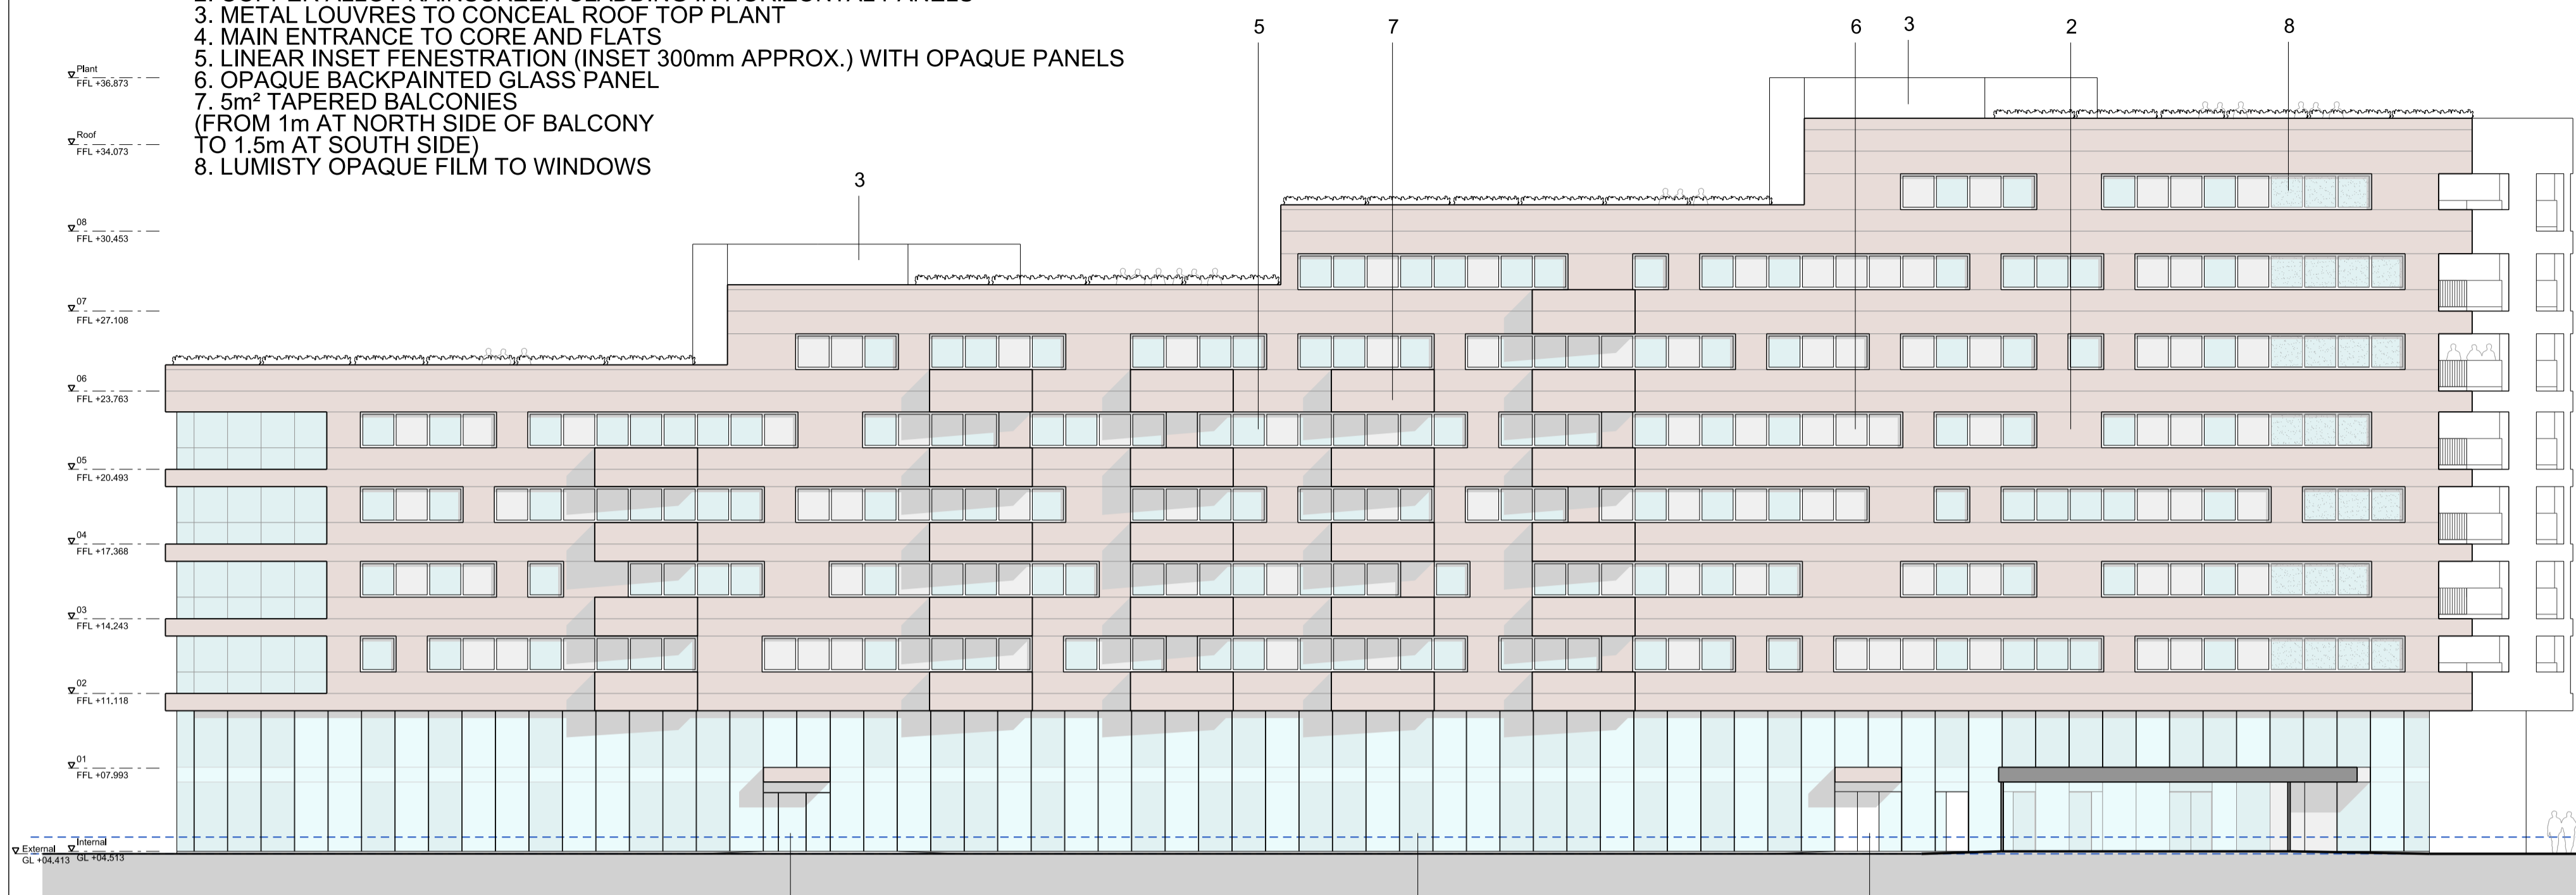 3. METAL LOUVRES TO CONCEAL ROOF TOP PLANT
4. MAIN ENTRANCE TO CORE AND FLATS
5. LINEAR INSET FENESTRATION (INSET 300mm APPROX.) WITH OPAQUE PANELS
6. OPAQUE BACKPAINTED GLASS PANEL
7. 5m² TAPERED BALCONIES
(FROM 1m AT NORTH SIDE OF BALCONY
TO 1.5m AT SOUTH SIDE)
8. LUMISTY OPAQUE FILM TO WINDOWS
5 7 6 3 2 8
3
Plant
FFL +36.873
Roof
FFL +34.073
08
FFL +30.453
07
FFL +27.108
06
FFL +23.763
05
FFL +20.493
04
FFL +17.368
03
FFL +14.243
02
FFL +11.118
01
FFL +07.993
Internal
GL +04.513
External
GL +04.413